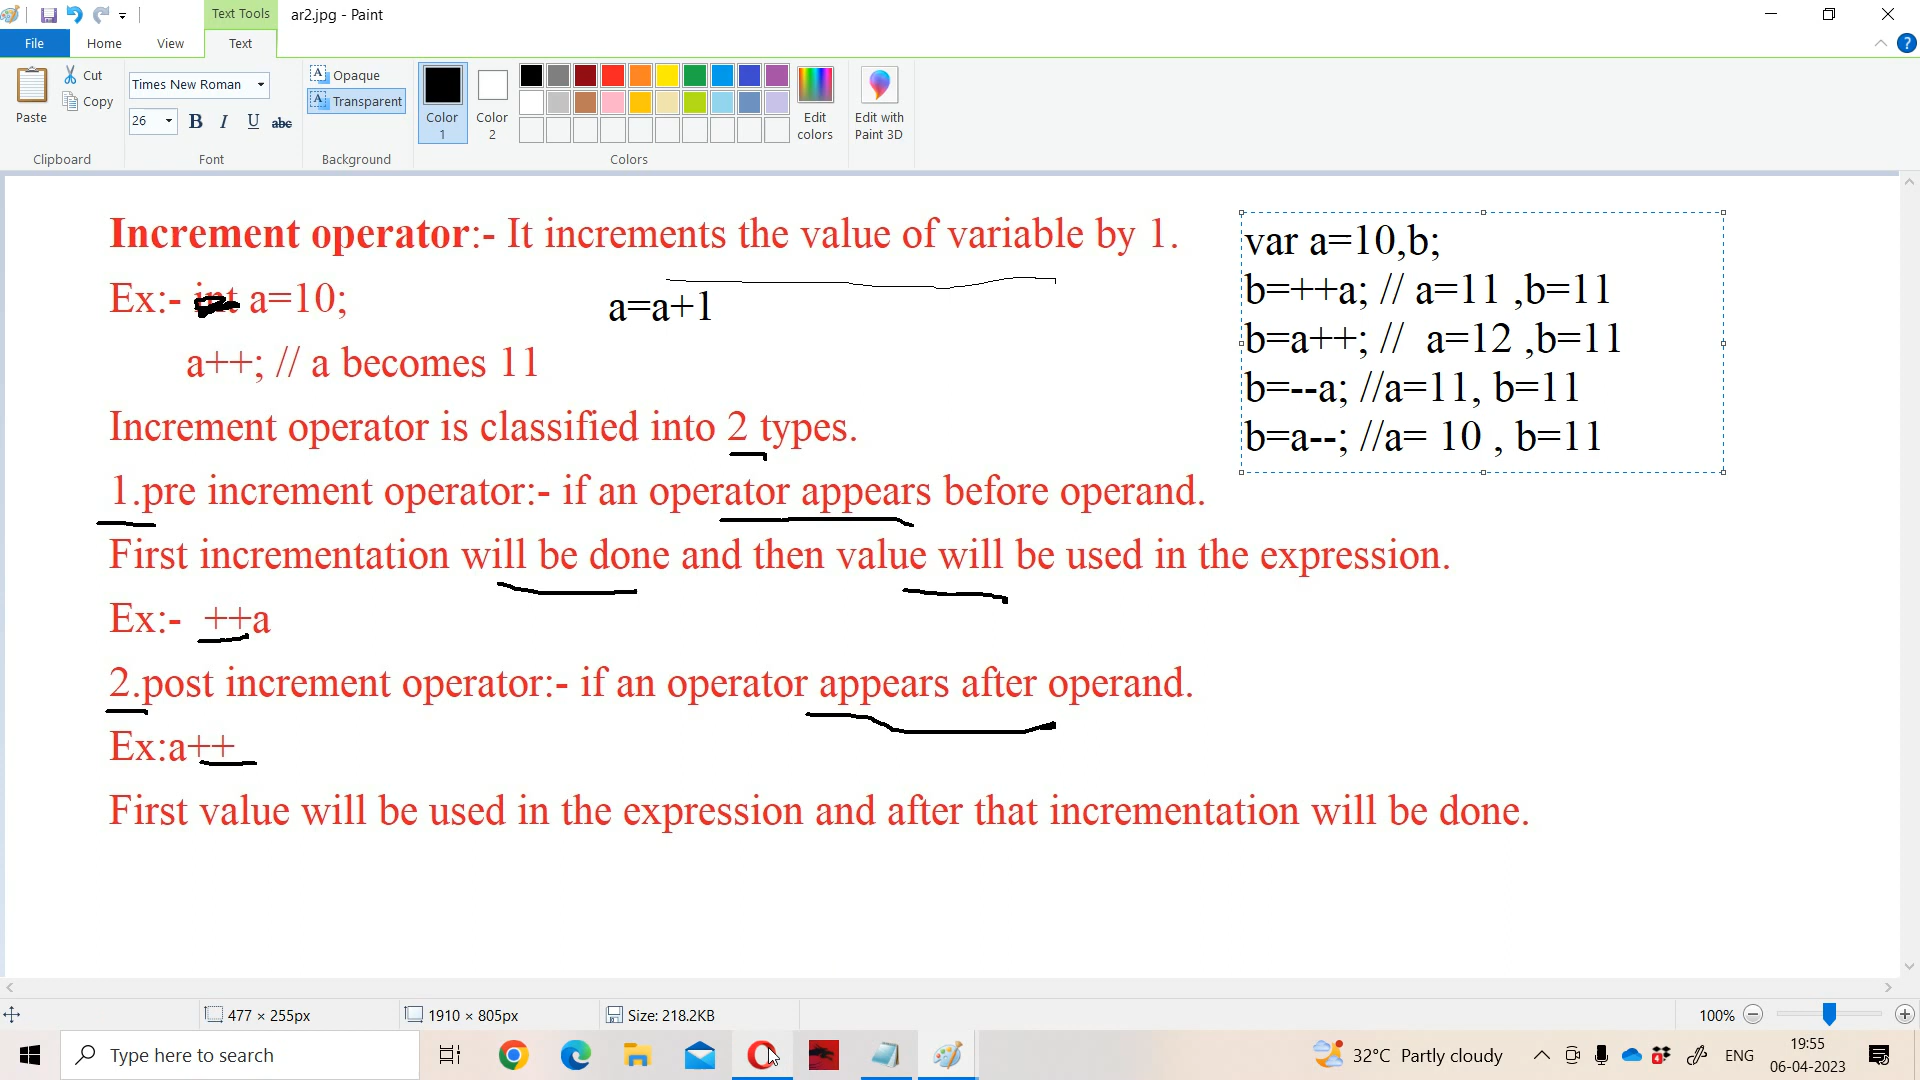 Text Tools
ar2.jpg - Paint
File
Home
View
Text
Paste
Cut
Copy
Clipboard
Times New Roman
26
B I U abc
Font
Opaque
Transparent
Background
Color 1
Color 2
Edit colors
Colors
Edit with Paint 3D
Increment operator:- It increments the value of variable by 1.
Ex:- int a=10;
a=a+1
a++; // a becomes 11
Increment operator is classified into 2 types.
1.pre increment operator:- if an operator appears before operand.
First incrementation will be done and then value will be used in the expression.
Ex:- ++a
2.post increment operator:- if an operator appears after operand.
Ex:a++
First value will be used in the expression and after that incrementation will be done.
var a=10,b;
b=++a; // a=11 ,b=11
b=a++; // a=12 ,b=11
b=--a; //a=11, b=11
b=a--; //a= 10 , b=11
477 × 255px
1910 × 805px
Size: 218.2KB
100%
Type here to search
32°C Partly cloudy
ENG
19:55
06-04-2023